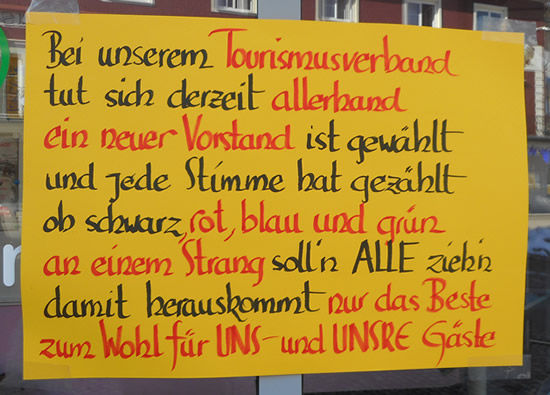 Bei unserem Tourismusverband
tut sich derzeit allerhand
ein neuer Vorstand ist gewählt
und jede Stimme hat gezählt
ob schwarz, rot, blau und grün
an einem Strang soll'n ALLE zieh'n
damit herauskommt nur das Beste
zum Wohl für UNS - und UNSRE Gäste